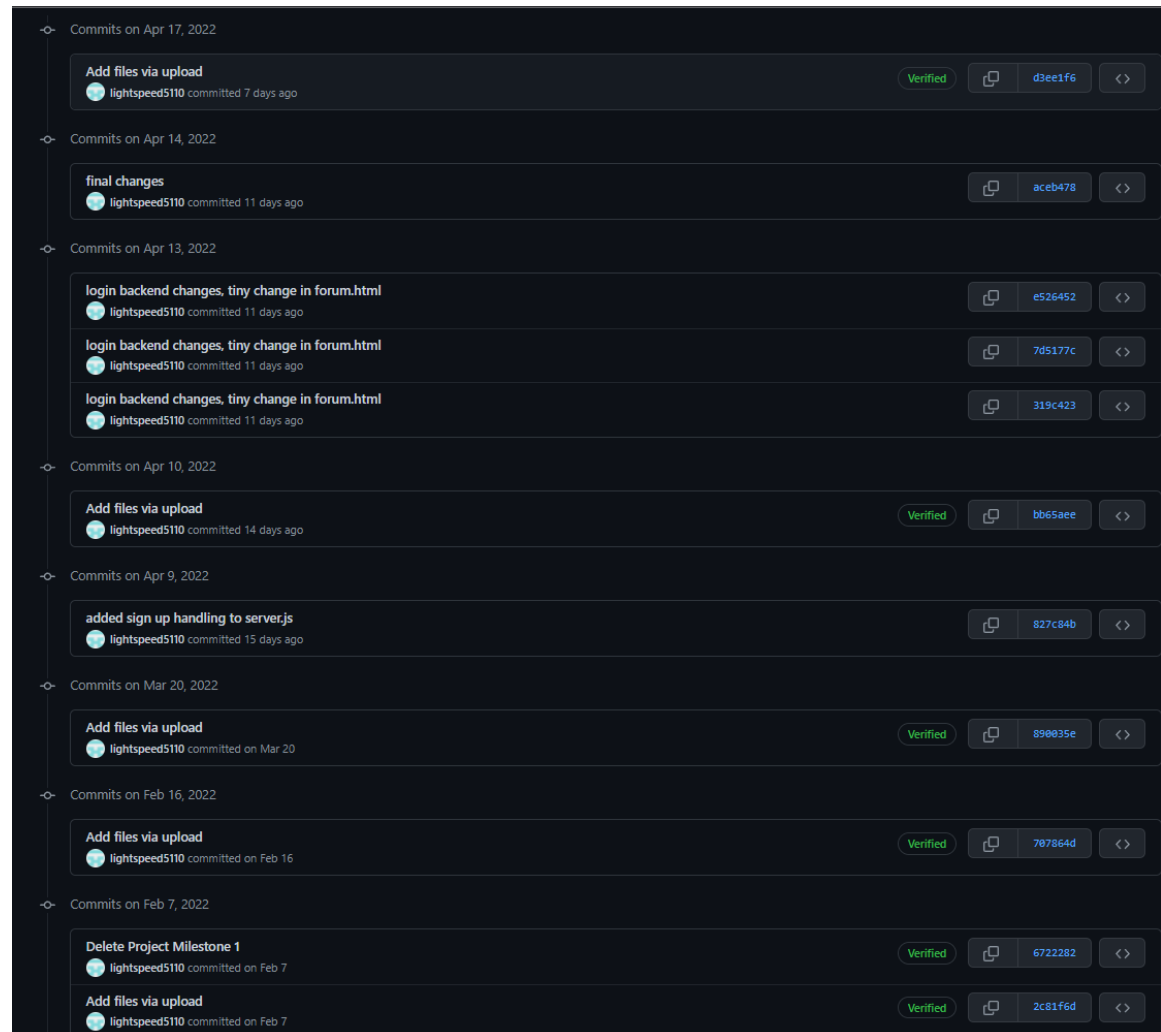 Commits on Apr 17, 2022
Add files via upload
lightspeed5110 committed 7 days ago
Verified
d3ee1f6
Commits on Apr 14, 2022
final changes
lightspeed5110 committed 11 days ago
aceb478
Commits on Apr 13, 2022
login backend changes, tiny change in forum.html
lightspeed5110 committed 11 days ago
e526452
login backend changes, tiny change in forum.html
lightspeed5110 committed 11 days ago
7d5177c
login backend changes, tiny change in forum.html
lightspeed5110 committed 11 days ago
319c423
Commits on Apr 10, 2022
Add files via upload
lightspeed5110 committed 14 days ago
Verified
bb65aee
Commits on Apr 9, 2022
added sign up handling to server.js
lightspeed5110 committed 15 days ago
827c84b
Commits on Mar 20, 2022
Add files via upload
lightspeed5110 committed on Mar 20
Verified
890035e
Commits on Feb 16, 2022
Add files via upload
lightspeed5110 committed on Feb 16
Verified
707864d
Commits on Feb 7, 2022
Delete Project Milestone 1
lightspeed5110 committed on Feb 7
Verified
6722282
Add files via upload
lightspeed5110 committed on Feb 7
Verified
2c81f6d